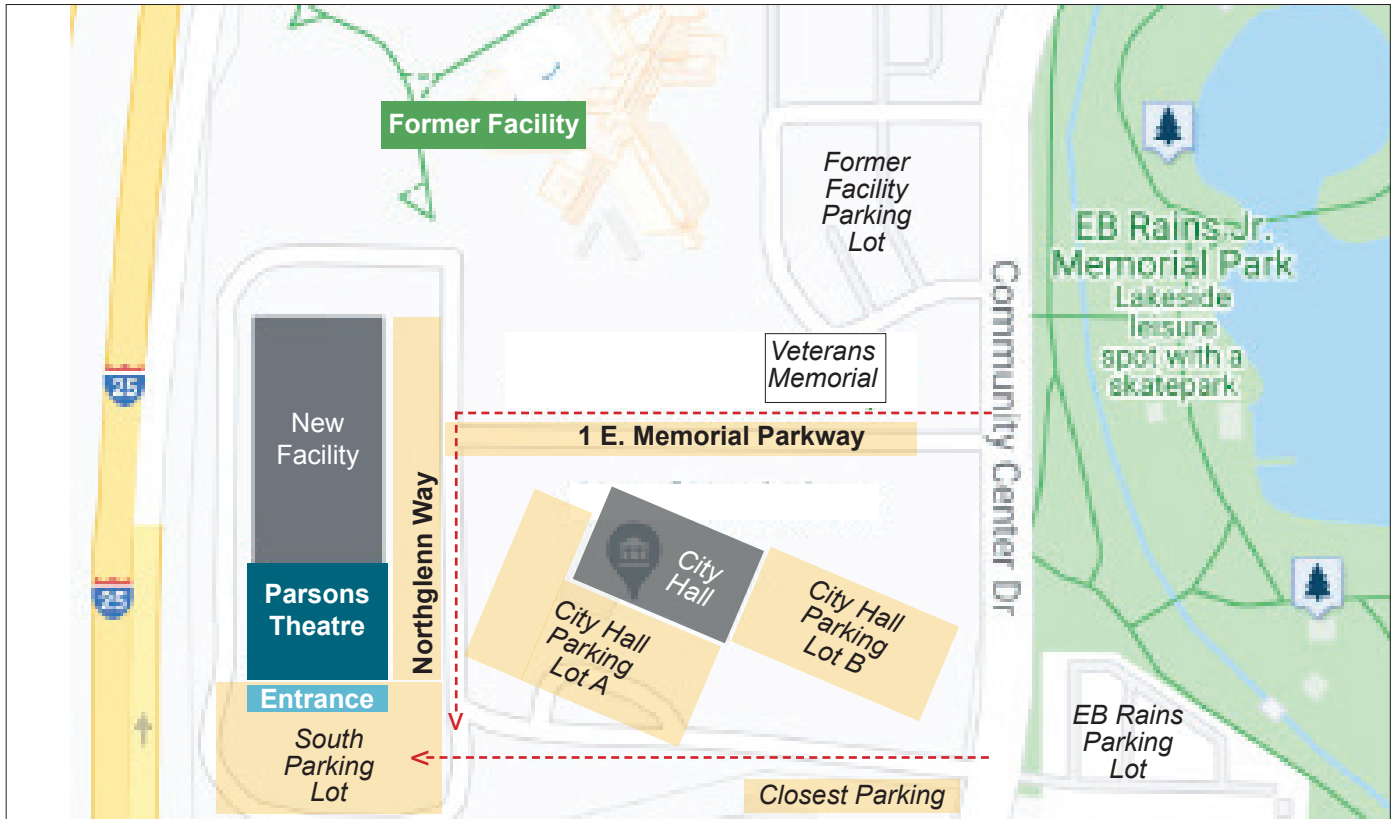 Former Facility
Former
Facility
Parking
Lot
EB Rains Jr.
Memorial Park
Lakeside
leisure
spot with a
skatepark
Community Center Dr
Veterans
Memorial
25
New
Facility
1 E. Memorial Parkway
Northglenn Way
City
Hall
City Hall
Parking
Lot A
City Hall
Parking
Lot B
25
Parsons
Theatre
Entrance
South
Parking
Lot
EB Rains
Parking
Lot
Closest Parking